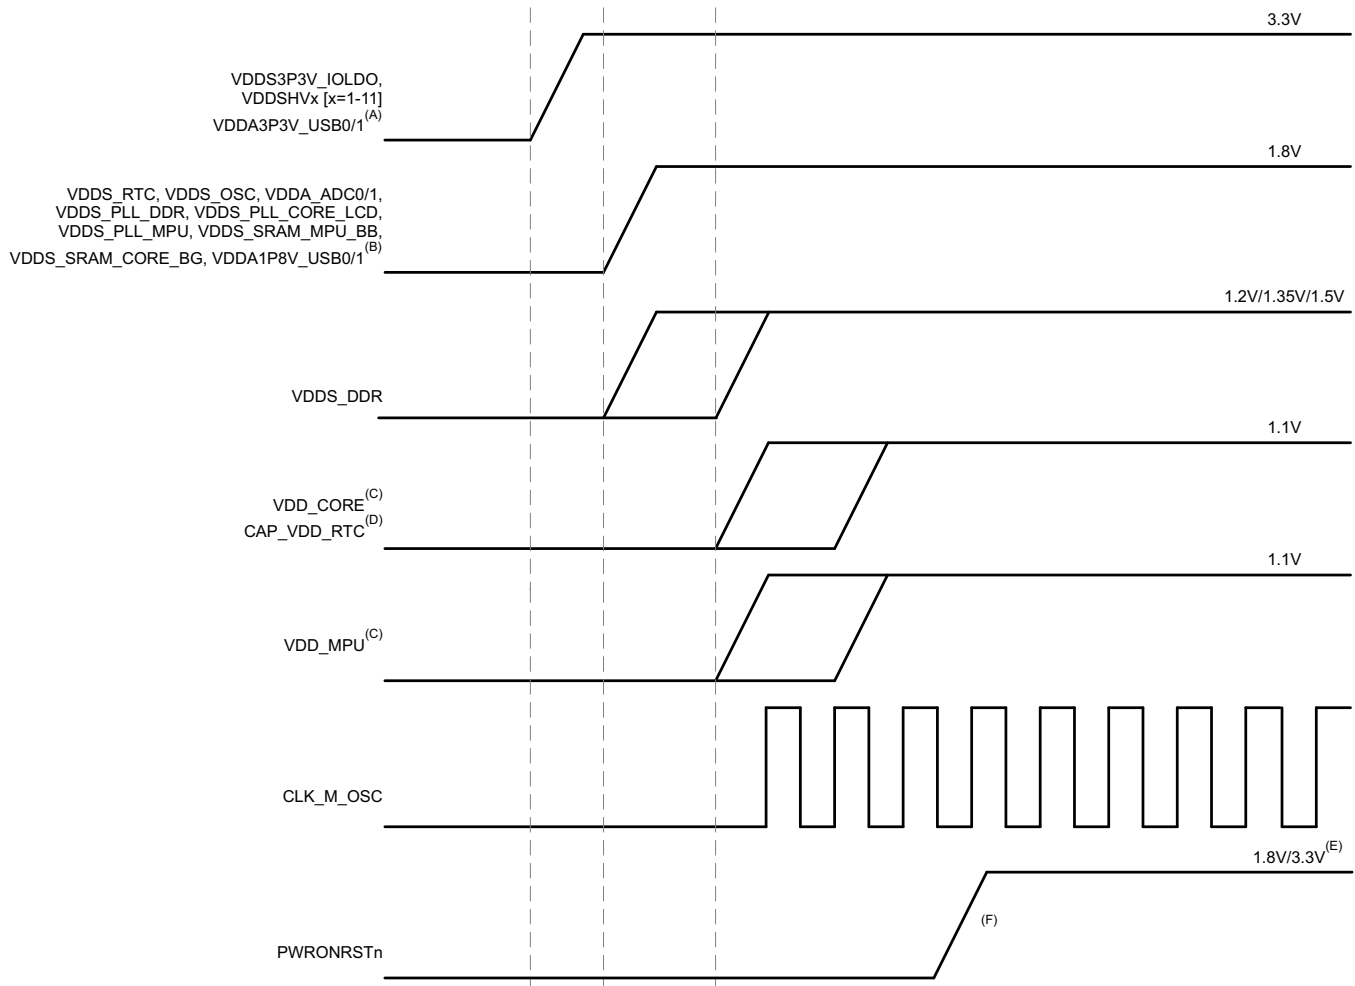 3.3V
VDDS3P3V_IOLDO,
VDDSHVx [x=1-11]
VDDA3P3V_USB0/1(A)
1.8V
VDDS_RTC, VDDS_OSC, VDDA_ADC0/1,
VDDS_PLL_DDR, VDDS_PLL_CORE_LCD,
VDDS_PLL_MPU, VDDS_SRAM_MPU_BB,
VDDS_SRAM_CORE_BG, VDDA1P8V_USB0/1(B)
1.2V/1.35V/1.5V
VDDS_DDR
1.1V
VDD_CORE(C)
CAP_VDD_RTC(D)
1.1V
VDD_MPU(C)
CLK_M_OSC
1.8V/3.3V(E)
(F)
PWRONRSTn